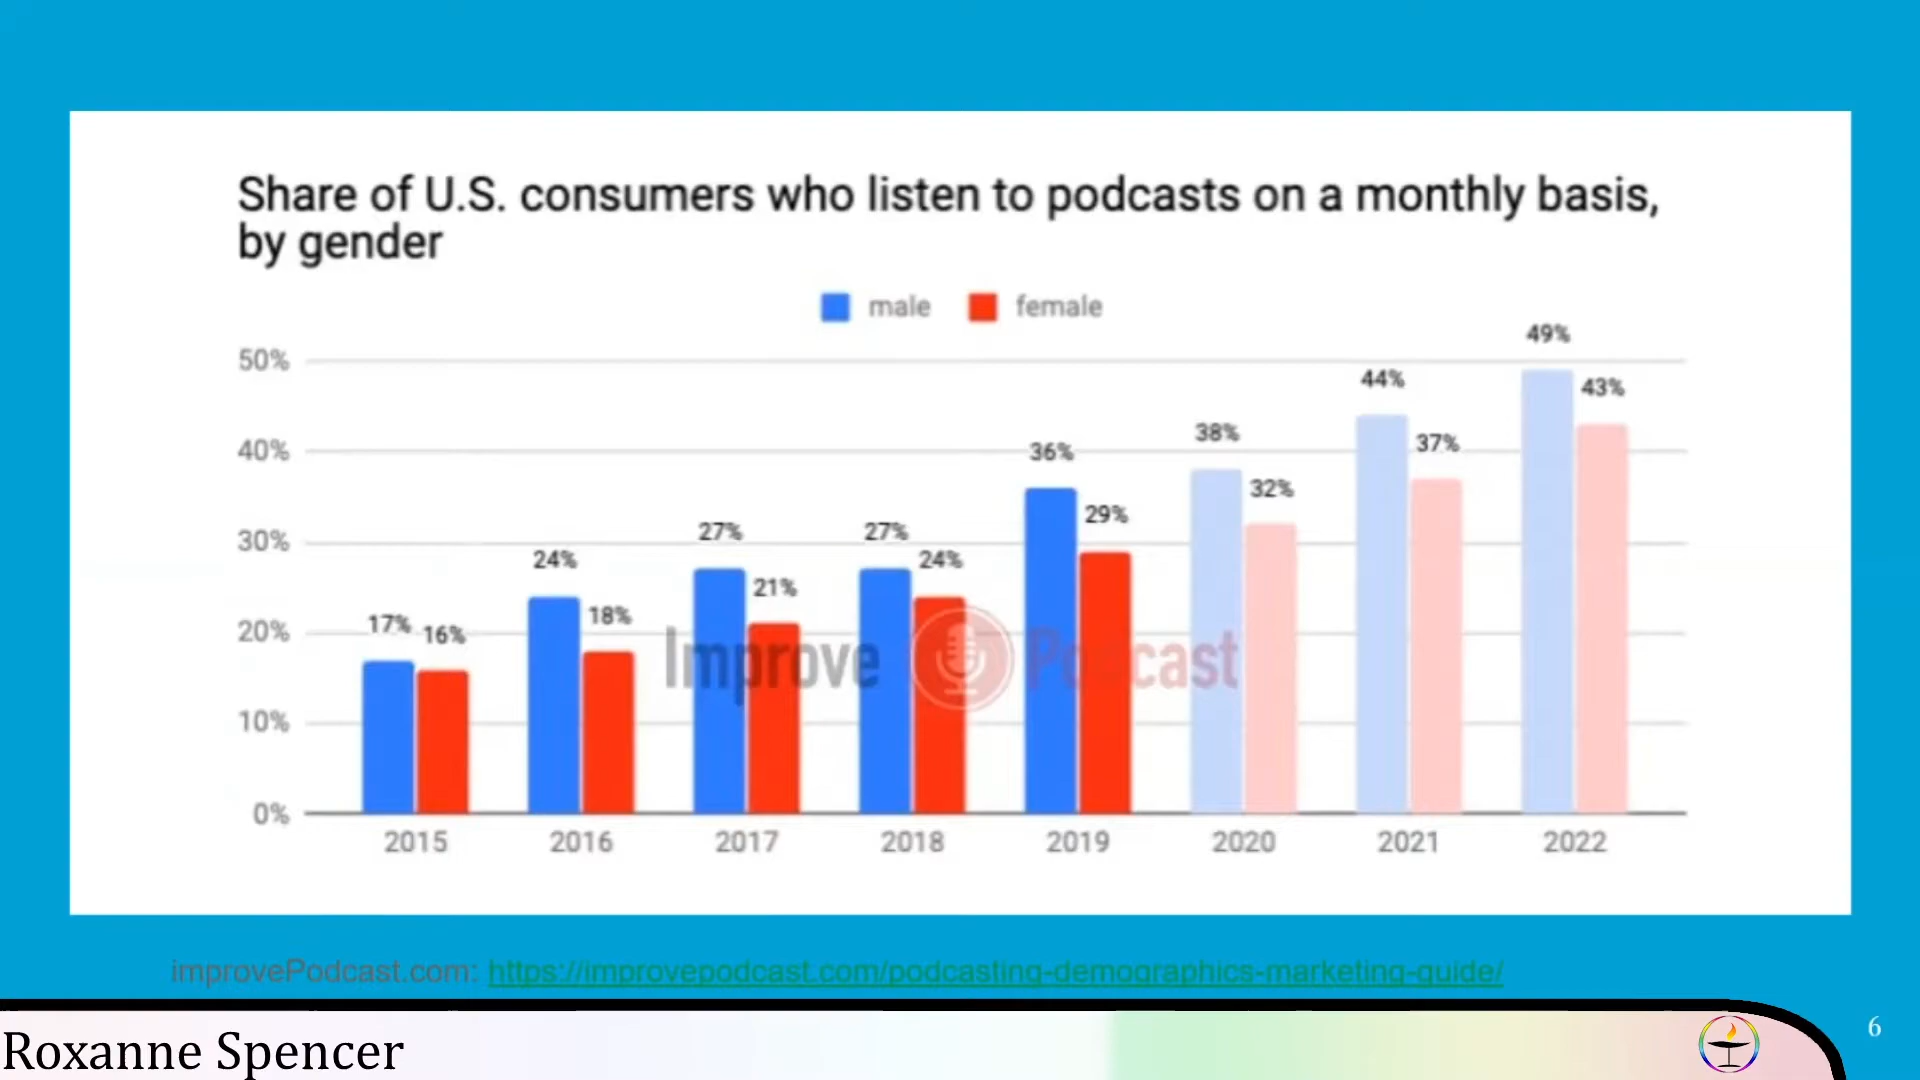 Share of U.S. consumers who listen to podcasts on a monthly basis,
by gender
male female
50%
40%
30%
20%
10%
0%
17% 16%
24% 18%
27% 21%
27% 24%
36% 29%
38% 32%
44% 37%
49% 43%
Improve Podcast
2015 2016 2017 2018 2019 2020 2021 2022
improvePodcast.com: https://improvepodcast.com/podcasting-demographics-marketing-guide/
Roxanne Spencer
6